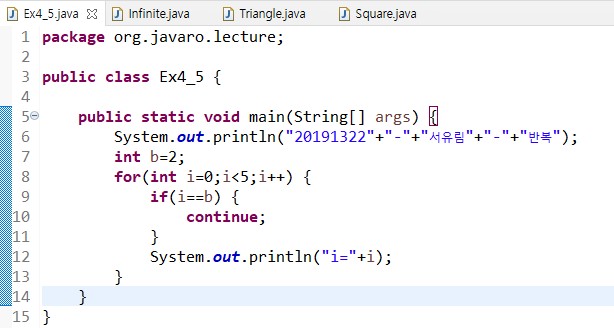 Ex4_5.java Infinite.java Triangle.java Square.java
1 package org.javaro.lecture;
2
3 public class Ex4_5 {
4
5 public static void main(String[] args) {
6 System.out.println("20191322"+"-"+"서유림"+"-"+"반복");
7 int b=2;
8 for(int i=0;i<5;i++) {
9 if(i==b) {
10 continue;
11 }
12 System.out.println("i="+i);
13 }
14 }
15 }